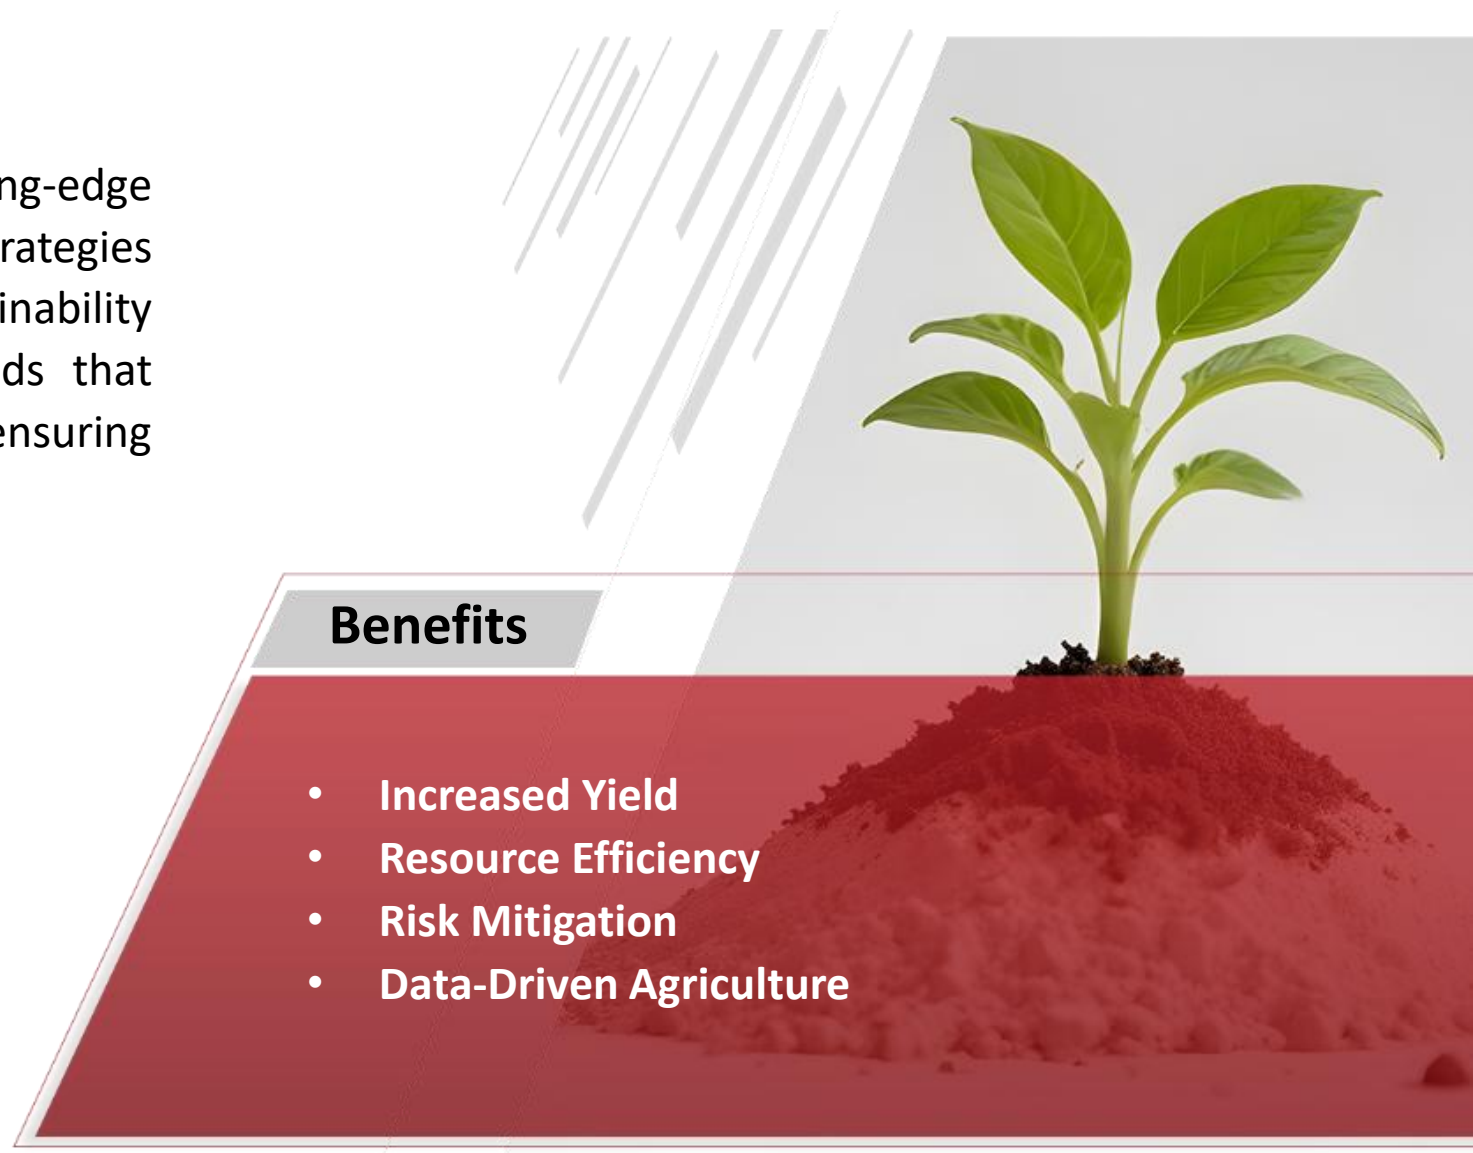 ng-edge
rategies
inability
ds that
ensuring
Benefits
• Increased Yield
• Resource Efficiency
• Risk Mitigation
• Data-Driven Agriculture